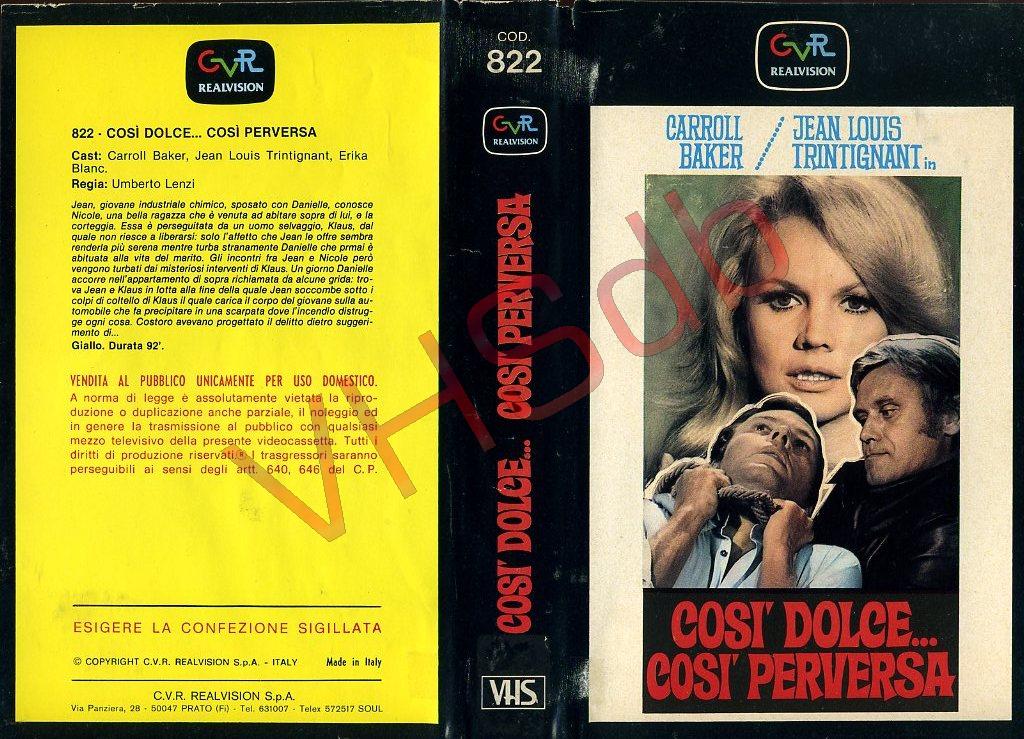 CVR
REALVISION
822 - COSÌ DOLCE... COSÌ PERVERSA
Cast: Carroll Baker, Jean Louis Trintignant, Erika
Blanc.
Regia: Umberto Lenzi
Jean, giovane industriale chimico, sposato con Danielle, conosce
Nicole, una bella ragazza che è venuta ad abitare sopra di lui, e la
corteggia. Essa è perseguitata da un uomo selvaggio, Klaus, dal
quale non riesce a liberarsi: solo l'affetto che Jean le offre sembra
renderla più serena mentre turba stranamente Danielle che prmai è
abituata alla vita del marito. Gli incontri fra Jean e Nicole però
vengono turbati dai misteriosi interventi di Klaus. Un giorno Danielle
accorre nell'appartamento di sopra richiamata da alcune grida: tro-
va Jean e Klaus in lotta alla fine della quale Jean soccombe sotto i
colpi di coltello di Klaus il quale carica il corpo del giovane sulla au-
tomobile che fa precipitare in una scarpata dove l'incendio distrug-
ge ogni cosa. Costoro avevano progettato il delitto dietro suggeri-
mento di...
Giallo. Durata 92'.
VENDITA AL PUBBLICO UNICAMENTE PER USO DOMESTICO.
A norma di legge è assolutamente vietata la ripro-
duzione o duplicazione anche parziale, il noleggio ed
in genere la trasmissione al pubblico con qualsiasi
mezzo televisivo della presente videocassetta. Tutti i
diritti di produzione riservati.® I trasgressori saranno
perseguibili ai sensi degli artt. 640, 646 del C.P.
ESIGERE LA CONFEZIONE SIGILLATA
© COPYRIGHT C.V.R. REALVISION S.p.A. - ITALY Made in Italy
C.V.R. REALVISION S.p.A.
Via Panziera, 28 - 50047 PRATO (Fi) - Tel. 631007 - Telex 572517 SOUL
COD.
822
CVR
REALVISION
COSI' DOLCE... COSI PERVERSA
VHS
CVR
REALVISION
CARROLL BAKER / JEAN LOUIS TRINTIGNANT in
COSI' DOLCE...
COSI' PERVERSA
VHSdb